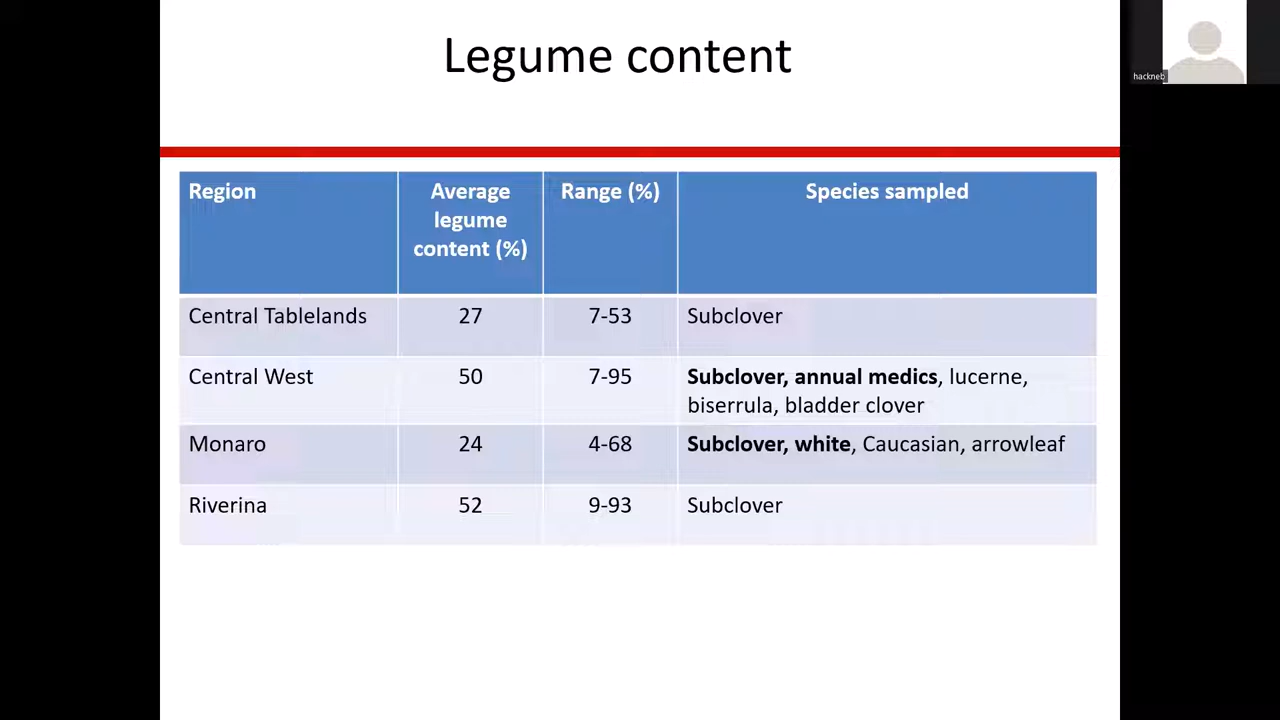 Legume content
hackneb
Region
Average
legume
content (%)
Range (%)
Species sampled
Central Tablelands
27
7-53
Subclover
Central West
50
7-95
Subclover, annual medics, lucerne,
biserrula, bladder clover
Monaro
24
4-68
Subclover, white, Caucasian, arrowleaf
Riverina
52
9-93
Subclover